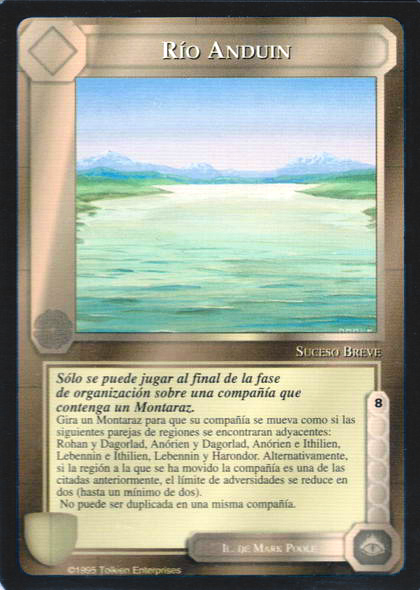 Río Anduin
POOLE
Suceso Breve
Sólo se puede jugar al final de la fase
de organización sobre una compañía que
contenga un Montaraz.
8
Gira un Montaraz para que su compañía se mueva como si las
siguientes parejas de regiones se encontraran adyacentes:
Rohan y Dagorlad, Anórien y Dagorlad, Anórien e Ithilien,
Lebennin e Ithilien, Lebennin y Harondor. Alternativamente,
si la región a la que se ha movido la compañía es una de las
citadas anteriormente, el límite de adversidades se reduce en
dos (hasta un mínimo de dos).
No puede ser duplicada en una misma compañía.
Il. de Mark Poole
©1995 Tolkien Enterprises